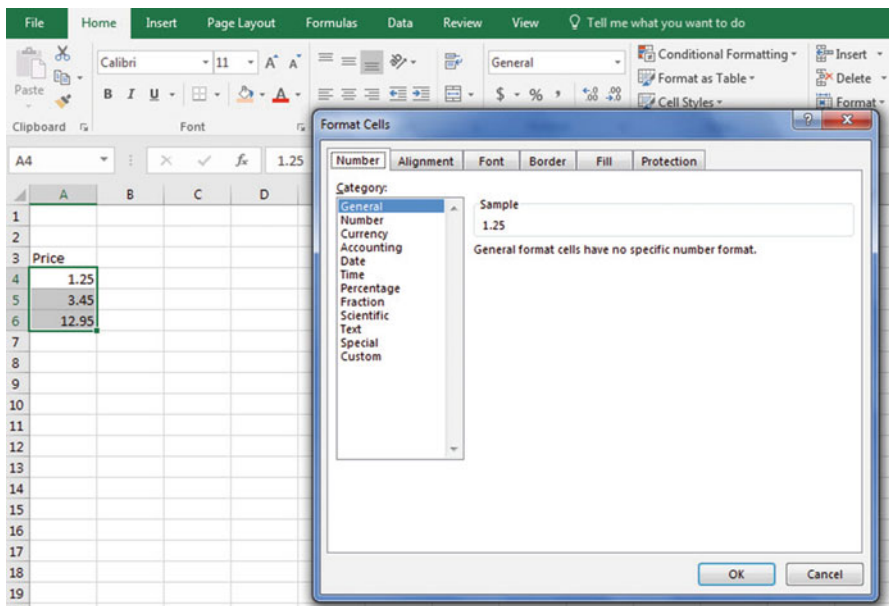 File Home Insert Page Layout Formulas Data Review View Tell me what you want to do
Paste
Clipboard
Calibri 11 A A
B I U A
Font
General
$ % , .00 .0
Conditional Formatting
Format as Table
Cell Styles
Insert
Delete
Format
A4 fx 1.25
A B C D
1
2
3 Price
4 1.25
5 3.45
6 12.95
7
8
9
10
11
12
13
14
15
16
17
18
19
Format Cells ? X
Number Alignment Font Border Fill Protection
Category:
General
Number
Currency
Accounting
Date
Time
Percentage
Fraction
Scientific
Text
Special
Custom
Sample
1.25
General format cells have no specific number format.
OK Cancel